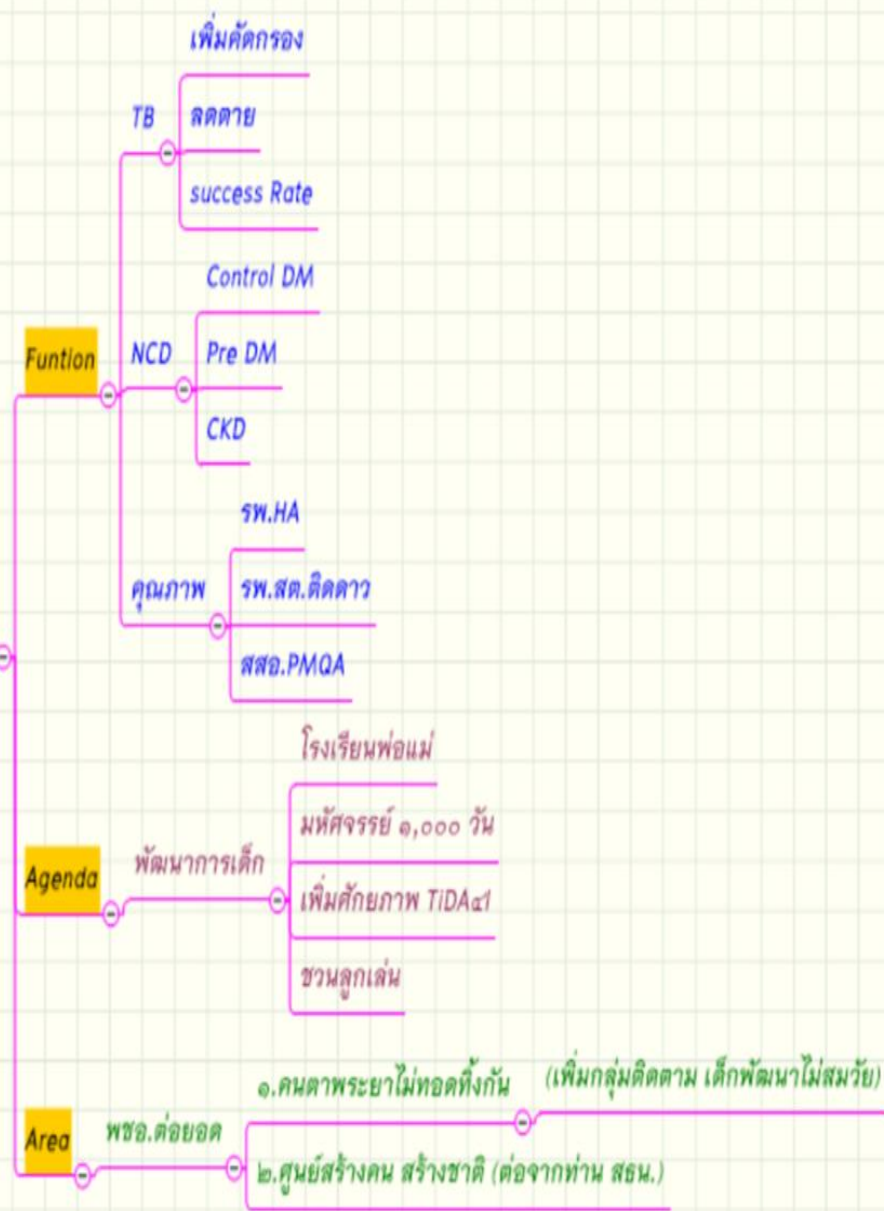 Funtion
TB
เพิ่มคัดกรอง
ลดตาย
success Rate
NCD
Control DM
Pre DM
CKD
คุณภาพ
รพ.HA
รพ.สต.ติดดาว
สสอ.PMQA
Agenda
พัฒนาการเด็ก
โรงเรียนพ่อแม่
มหัศจรรย์ ๑,๐๐๐ วัน
เพิ่มศักยภาพ TiDA๔1
ชวนลูกเล่น
Area
พชอ.ต่อยอด
๑.คนตาพระยาไม่ทอดทิ้งกัน
(เพิ่มกลุ่มติดตาม เด็กพัฒนาไม่สมวัย)
๒.ศูนย์สร้างคน สร้างชาติ (ต่อจากท่าน สธน.)